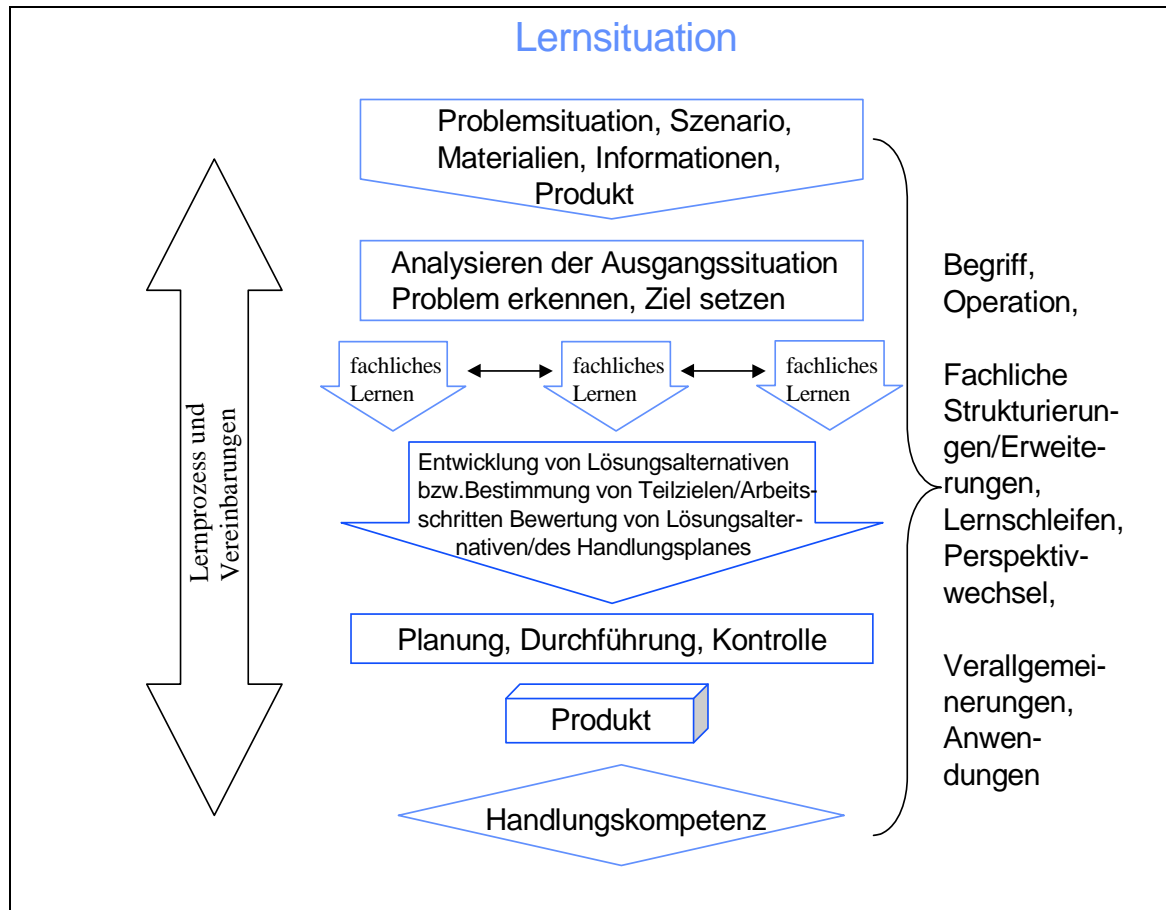 Lernsituation
Problemsituation, Szenario,
Materialien, Informationen,
Produkt
Analysieren der Ausgangssituation
Problem erkennen, Ziel setzen
fachliches
Lernen
fachliches
Lernen
fachliches
Lernen
Entwicklung von Lösungsalternativen
bzw.Bestimmung von Teilzielen/Arbeits-
schritten Bewertung von Lösungsalter-
nativen/des Handlungsplanes
Planung, Durchführung, Kontrolle
Produkt
Handlungskompetenz
Lernprozess und
Vereinbarungen
Begriff,
Operation,
Fachliche
Strukturierun-
gen/Erweite-
rungen,
Lernschleifen,
Perspektiv-
wechsel,
Verallgemei-
nerungen,
Anwen-
dungen